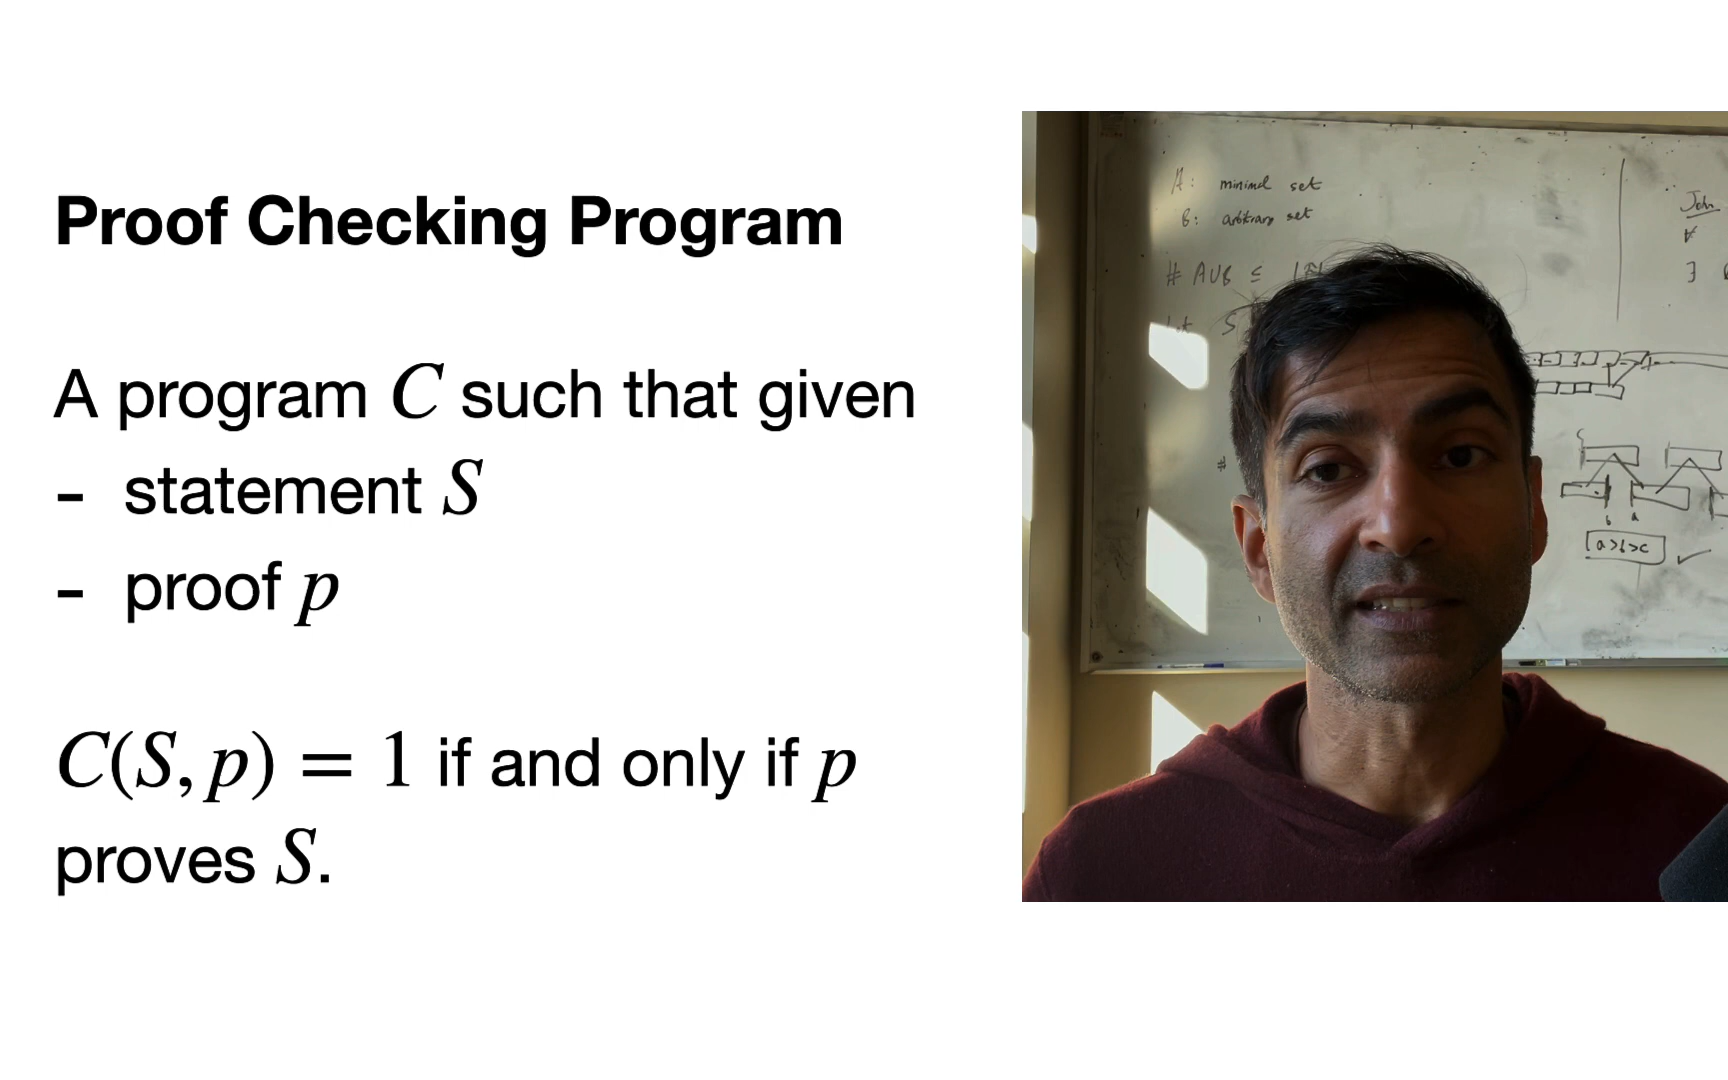 Proof Checking Program
A program C such that given
- statement S
- proof p
C(S, p) = 1 if and only if p
proves S.
A: minimal set
B: arbitrary set
# A∪B ≤
S
#
John
∀
∃
b a
a>b>c